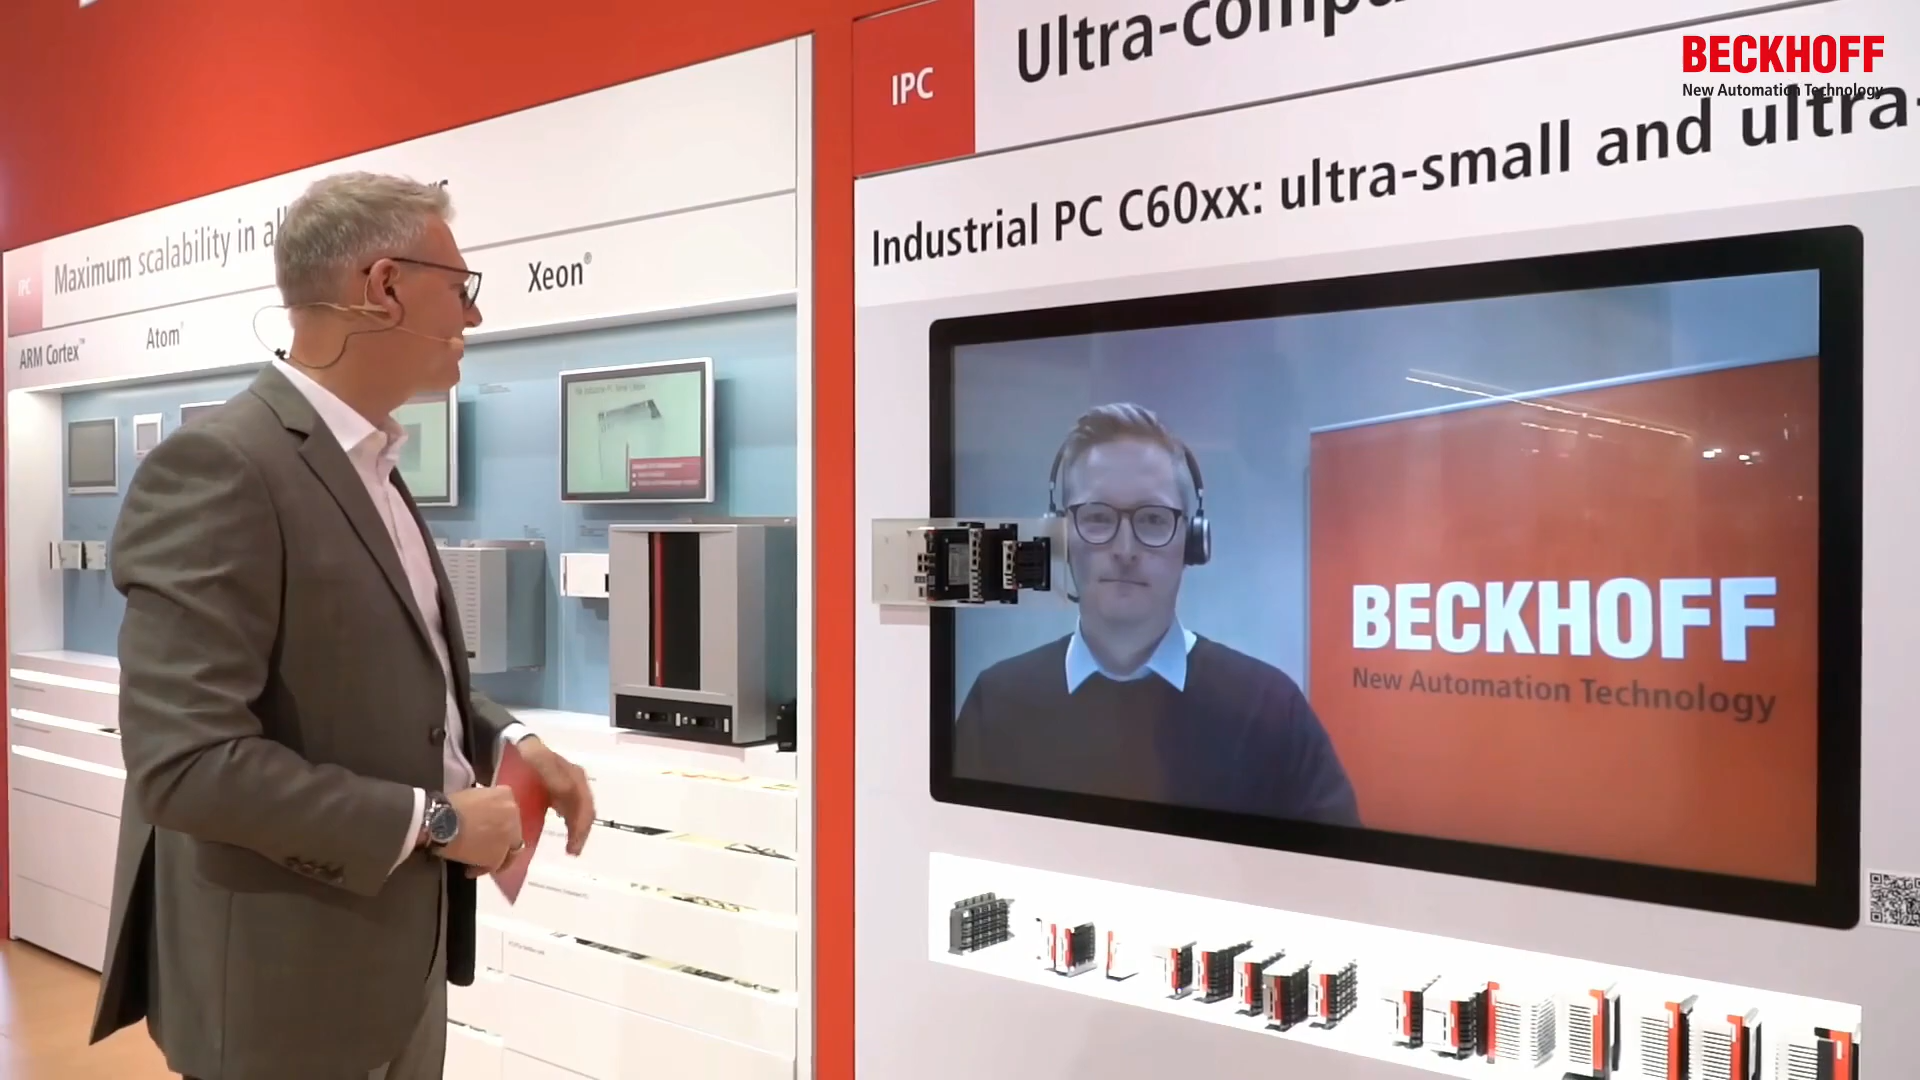 IPC
Ultra-comp
BECKHOFF
New Automation Technology
Industrial PC C60xx: ultra-small and ultra-
IPC
Maximum scalability in al
ARM Cortex™
Atom®
Xeon®
BECKHOFF
New Automation Technology